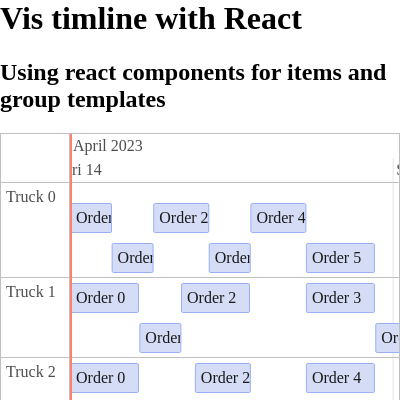 Vis timline with React
Using react components for items and
group templates
April 2023
ri 14
Truck 0
Order 2
Order 4
Order 5
Truck 1
Order 0
Order 2
Order 3
Order
Or
Truck 2
Order 0
Order 2
Order 4